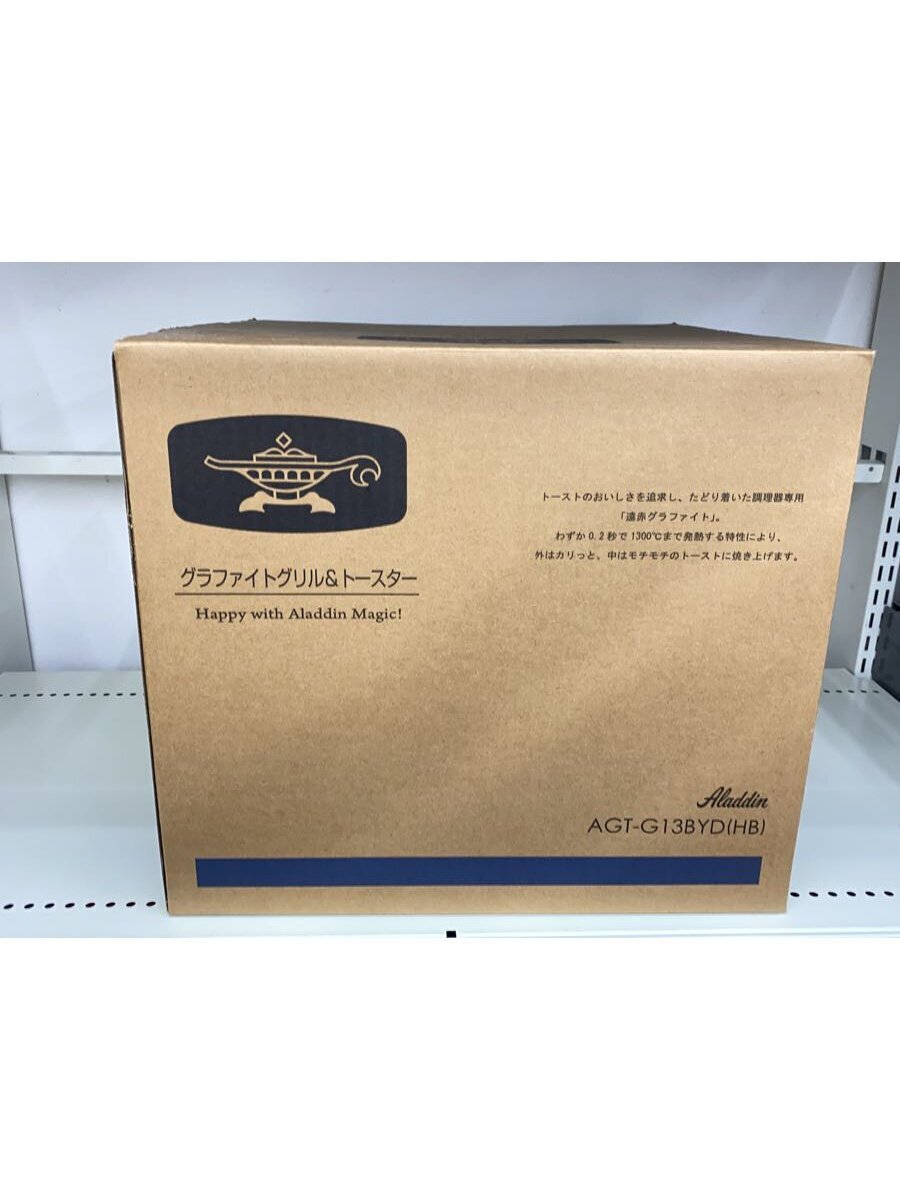 グラファイトグリル&トースター
Happy with Aladdin Magic!
トーストのおいしさを追求し、たどり着いた調理器専用
「遠赤グラファイト」。
わずか0.2秒で1300℃まで発熱する特性により、
外はカリっと、中はモチモチのトーストに焼き上げます。
Aladdin
AGT-G13BYD(HB)